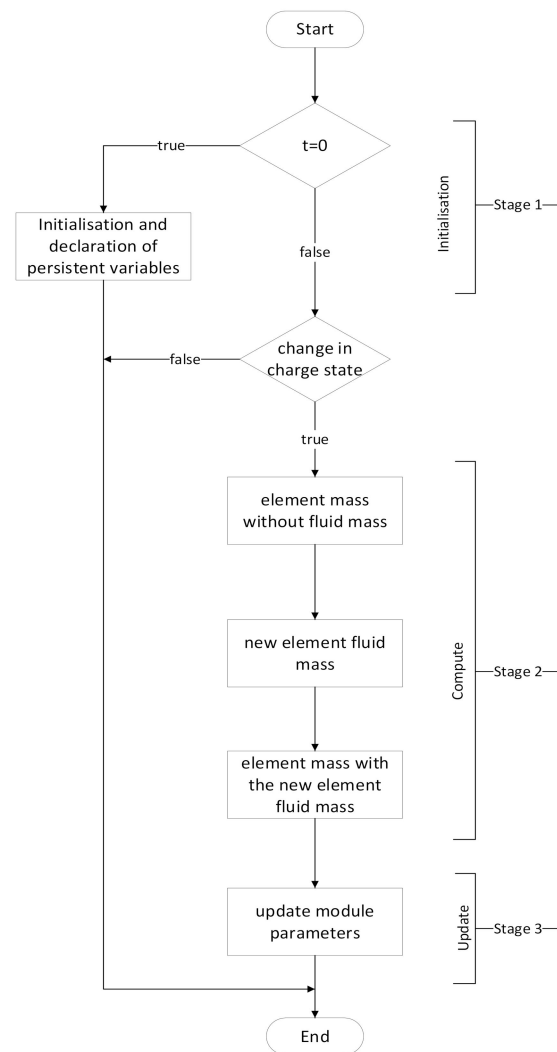 Start
t=0
true
Initialisation and
declaration of
persistent variables
false
Initialisation
Stage 1
change in
charge state
false
true
element mass
without fluid mass
new element fluid
mass
element mass with
the new element
fluid mass
Compute
Stage 2
update module
parameters
Update
Stage 3
End